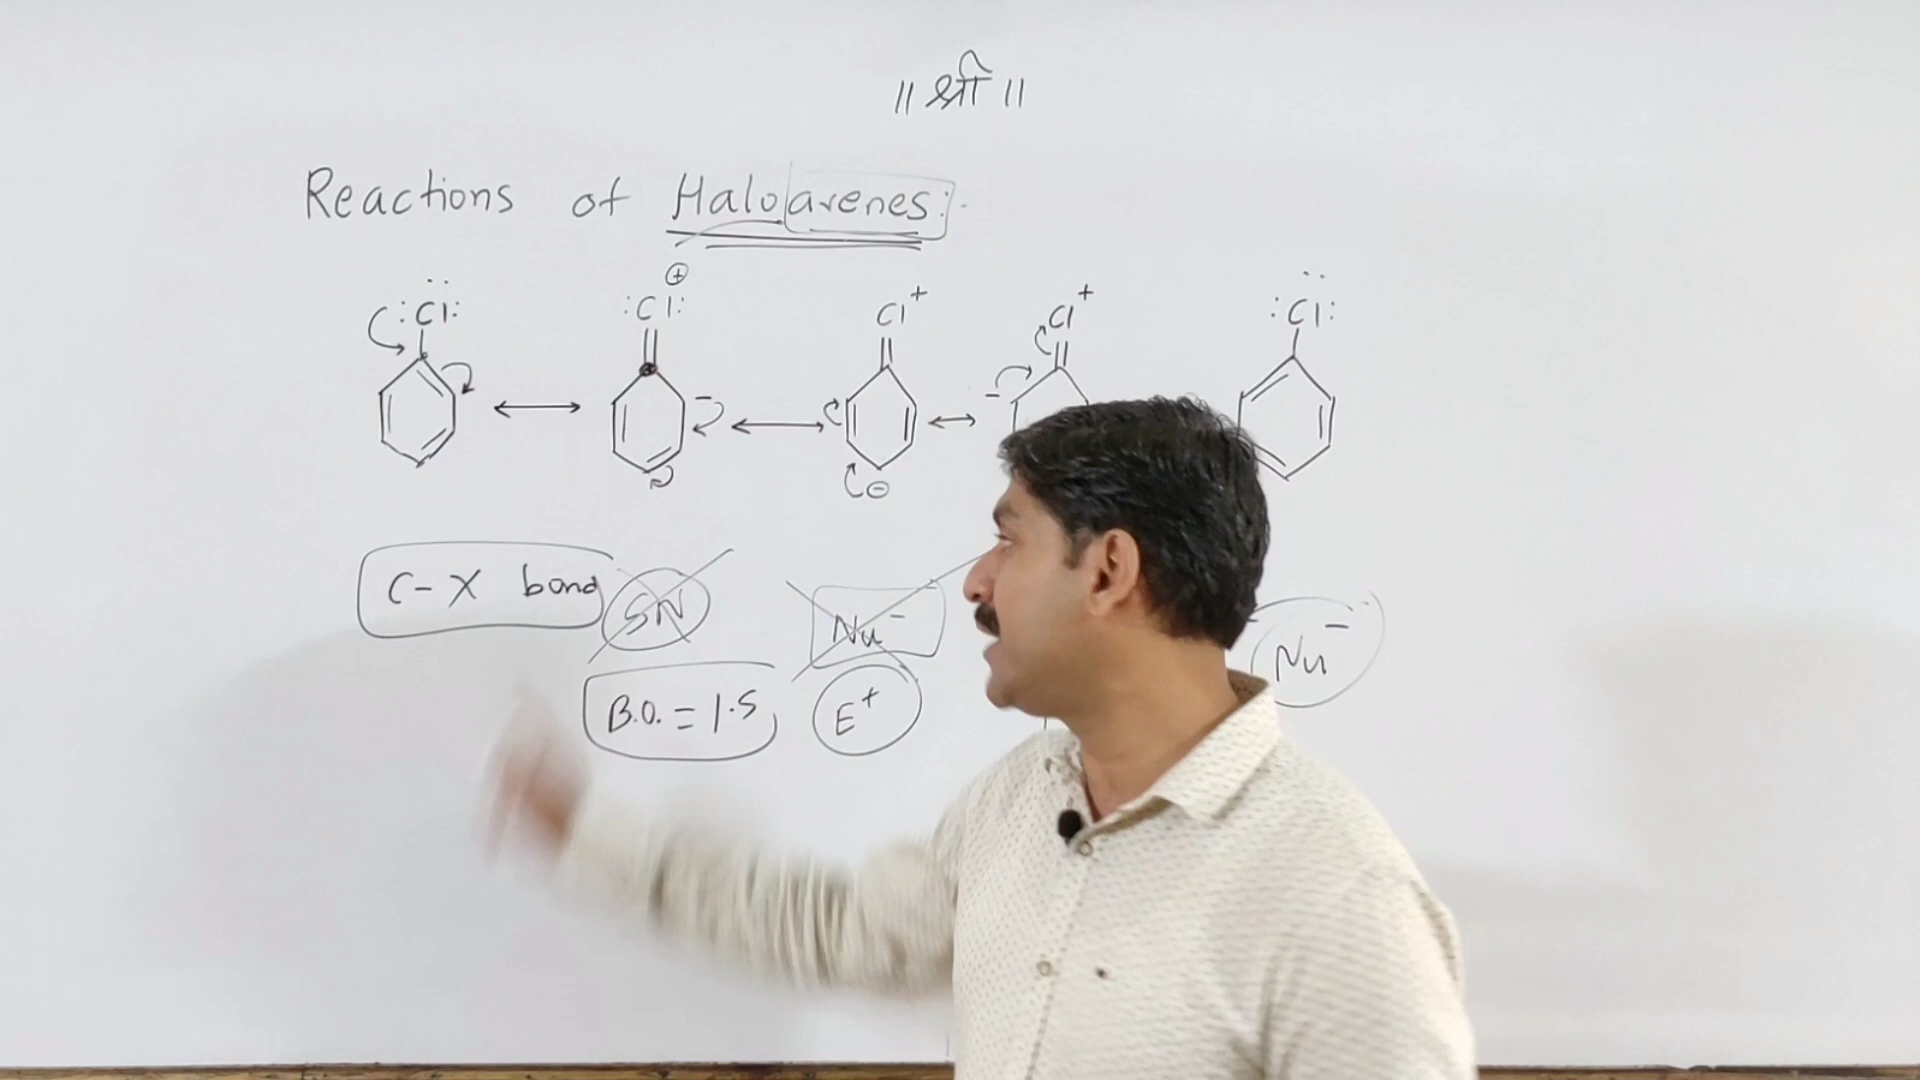 ॥ श्री ॥
Reactions of Haloarenes:
:Cl: ⊕ :Cl: Cl+ Cl+ :Cl:
- ⊖ -
C-X bond SN Nu- Nu-
B.O. = 1.5 E+